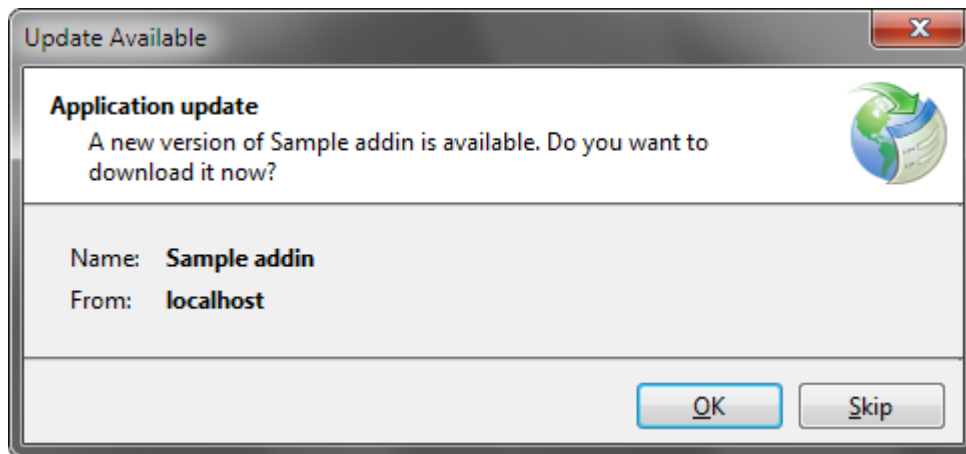 Update Available
Application update
A new version of Sample addin is available. Do you want to
download it now?
Name: Sample addin
From: localhost
OK Skip